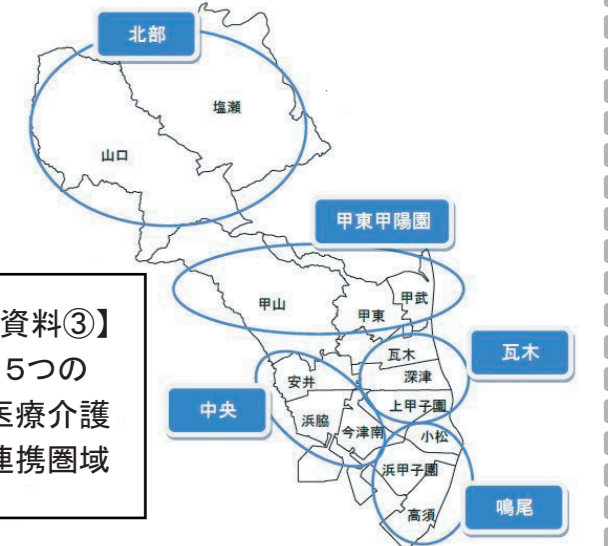 北部
塩瀬
山口
甲東甲陽園
甲山
甲東
甲武
資料③】
5つの
医療介護
連携圏域
瓦木
瓦木
深津
安井
上甲子園
中央
浜脇
今津南
小松
浜甲子園
高須
鳴尾